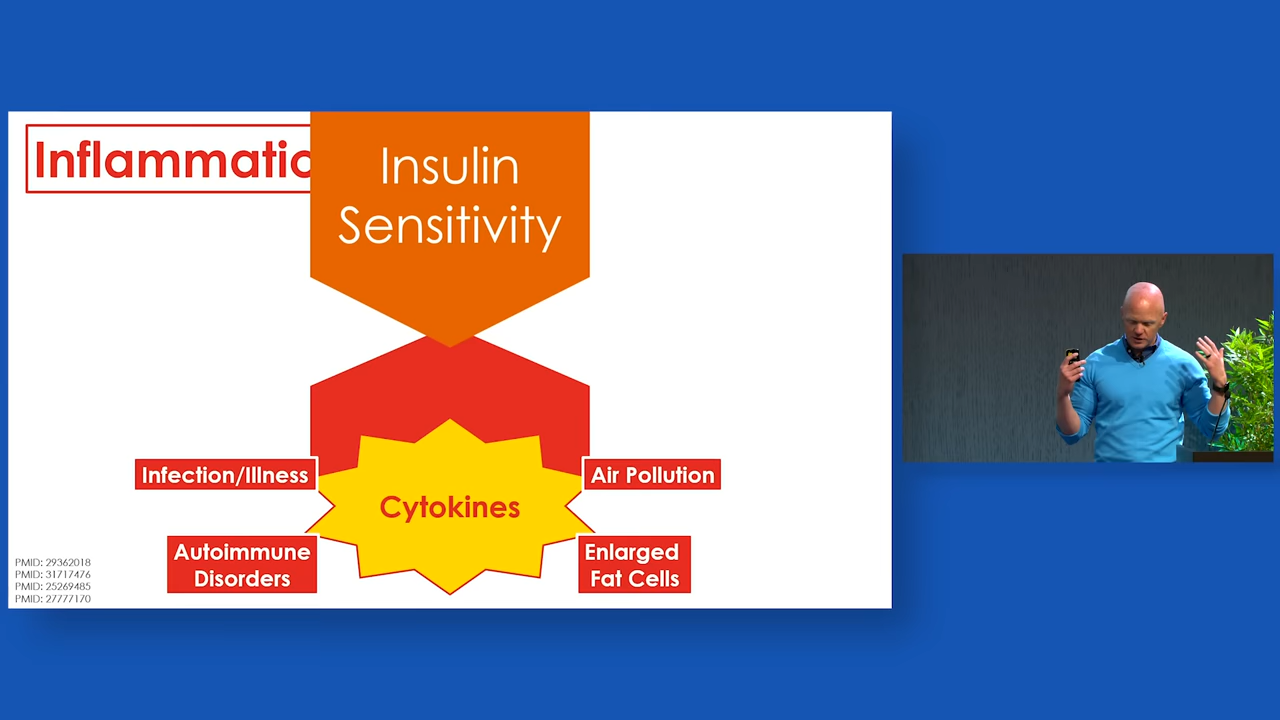 Inflammatio
Insulin
Sensitivity
Infection/Illness
Air Pollution
Cytokines
Autoimmune
Disorders
Enlarged
Fat Cells
PMID: 29362018
PMID: 31717476
PMID: 25269485
PMID: 27777170